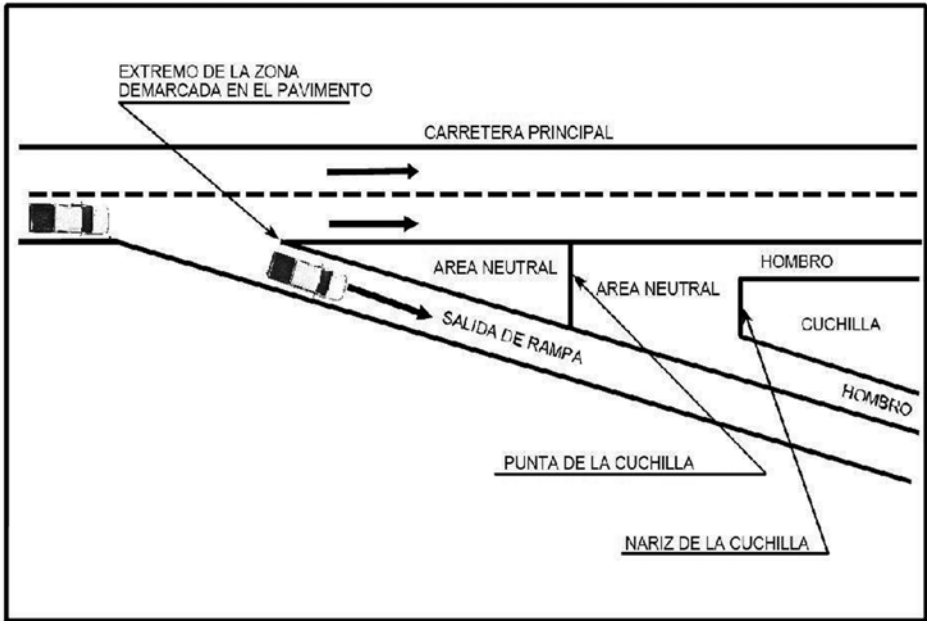 EXTREMO DE LA ZONA
DEMARCADA EN EL PAVIMENTO
CARRETERA PRINCIPAL
AREA NEUTRAL
HOMBRO
AREA NEUTRAL
CUCHILLA
SALIDA DE RAMPA
HOMBRO
PUNTA DE LA CUCHILLA
NARIZ DE LA CUCHILLA